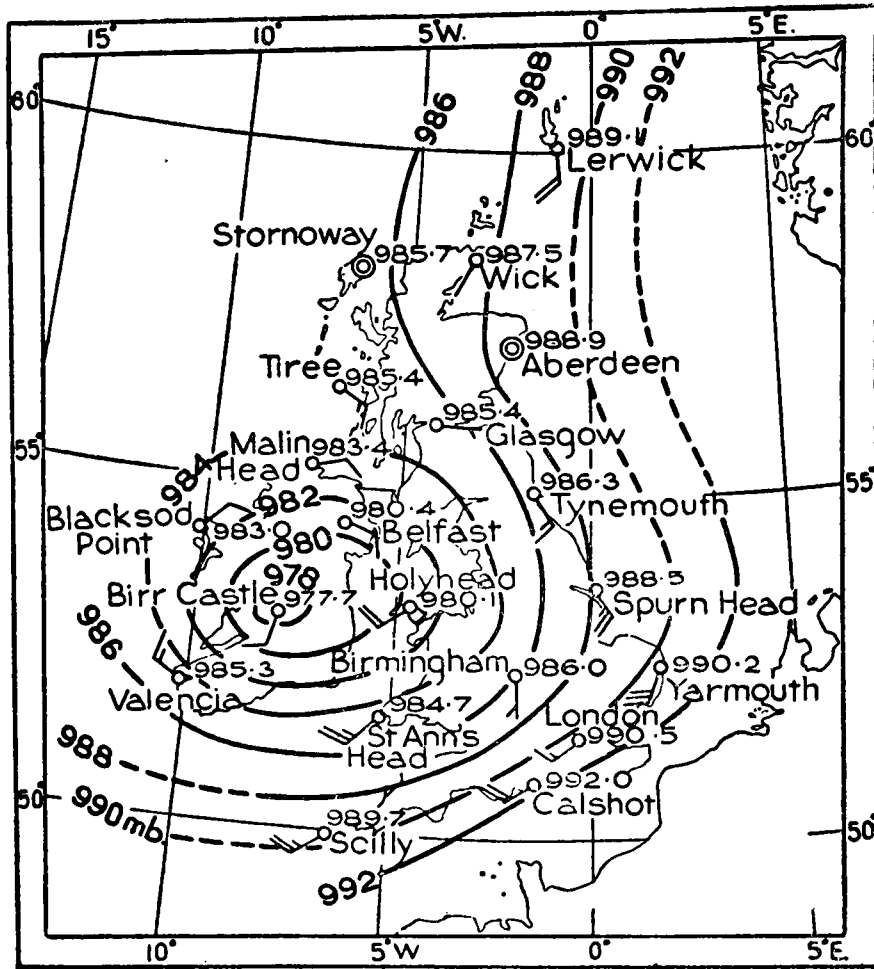 15° 5°W. 0° 5°E.
986 988 990 992
60° 60°
989.1
Lerwick
Stornoway
985.7 987.5
Wick
988.9
Aberdeen
Tiree
985.4
985.4
Glasgow
55° 55°
Malin 983.4
Head
984
986.3
Tynemouth
982
Blacksod 983.0
Point
980.4
Belfast
980
978
Birr Castle 977.7
Holyhead
988.5
Spurn Head
986
Birmingham 986.0
990.2
Yarmouth
985.3
Valencia
984.7
St Ann's
Head
London
990.5
988
992.0
Calshot
50° 50°
990mb.
989.7
Scilly
992
10° 5°W 0° 5°E.